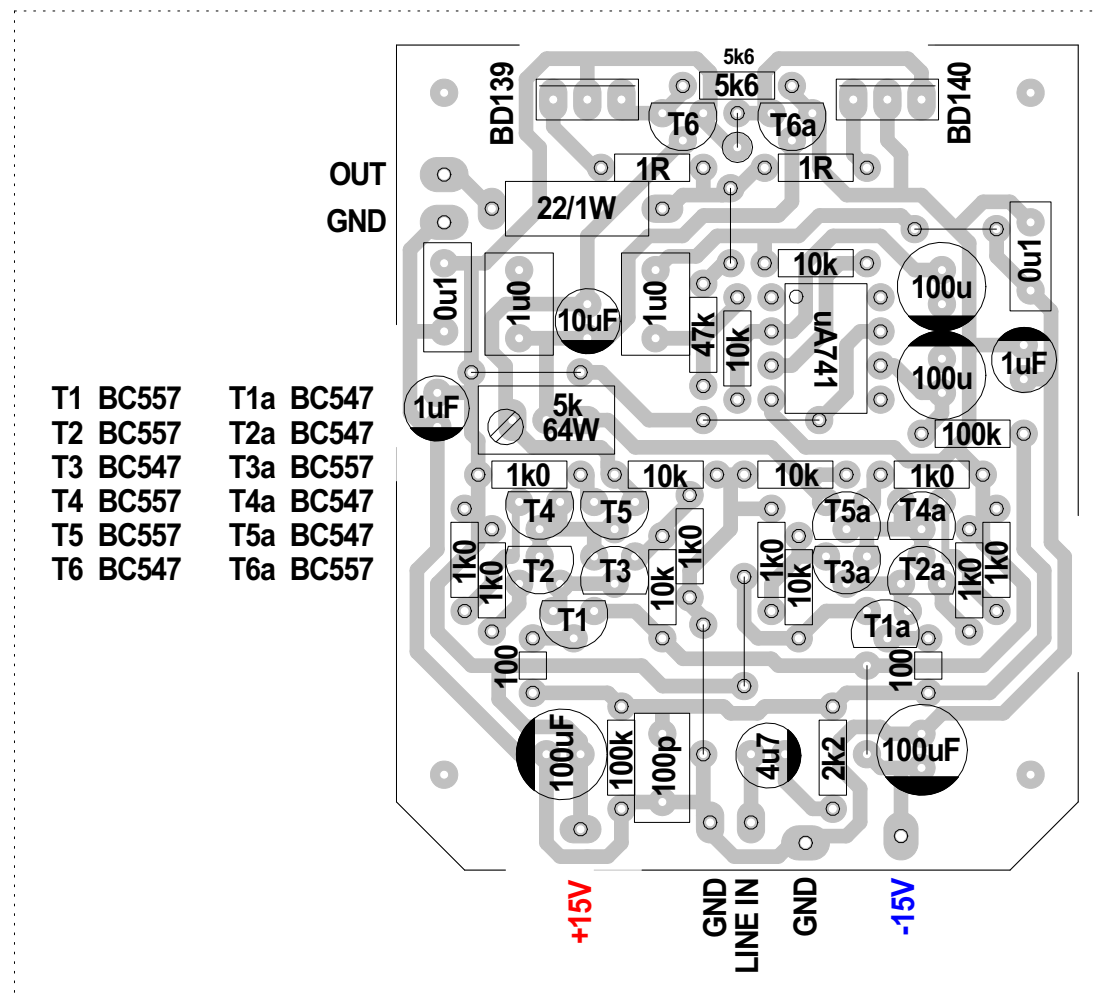 5k6
BD139
5k6
BD140
T6
T6a
1R
1R
OUT
22/1W
GND
0u1
1u0
10uF
1u0
47k
10k
10k
uA741
100u
0u1
100u
1uF
1uF
5k
64W
100k
T1 BC557 T1a BC547
T2 BC557 T2a BC547
T3 BC547 T3a BC557
T4 BC557 T4a BC547
T5 BC557 T5a BC547
T6 BC547 T6a BC557
1k0
10k
10k
1k0
T4
T5
T5a
T4a
1k0
1k0
T2
T3
10k
1k0
1k0
10k
T3a
T2a
1k0
1k0
T1
T1a
100
100
100uF
100k
100p
4u7
2k2
100uF
+15V
GND
LINE IN
GND
-15V